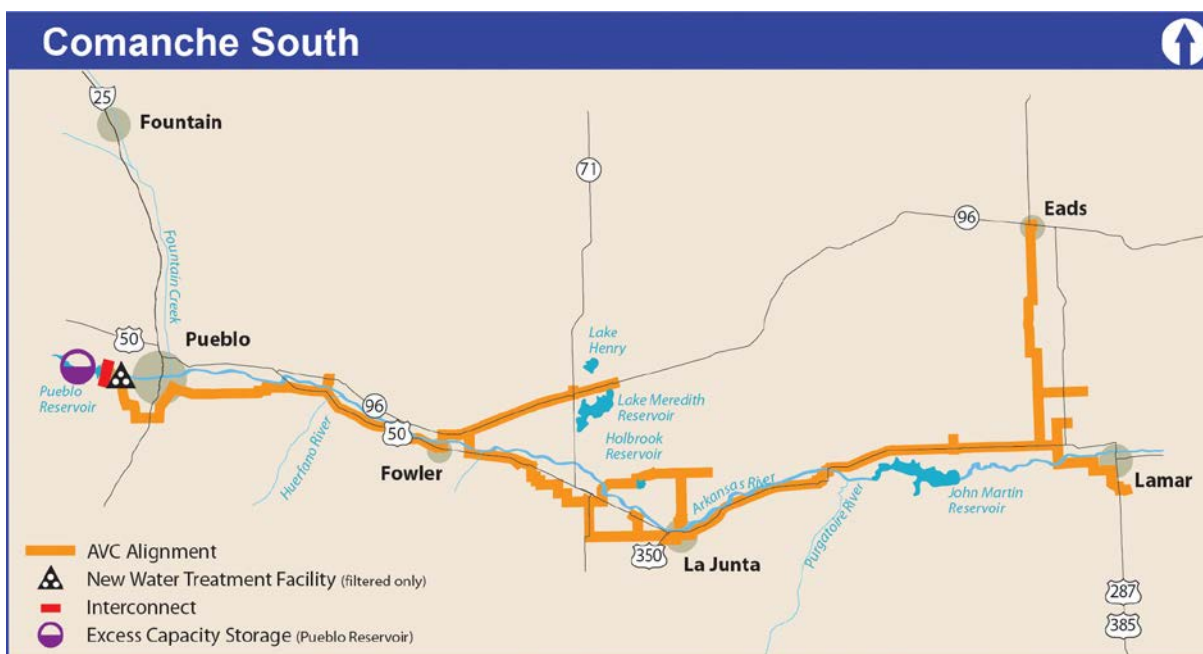 Comanche South
25
Fountain
71
Eads
96
Fountain Creek
50
Pueblo
Lake
Henry
Pueblo
Reservoir
Lake Meredith
Reservoir
96
50
Holbrook
Reservoir
Huerfano River
Fowler
Arkansas River
Purgatoire River
John Martin
Reservoir
Lamar
350
La Junta
287
385
AVC Alignment
New Water Treatment Facility (filtered only)
Interconnect
Excess Capacity Storage (Pueblo Reservoir)